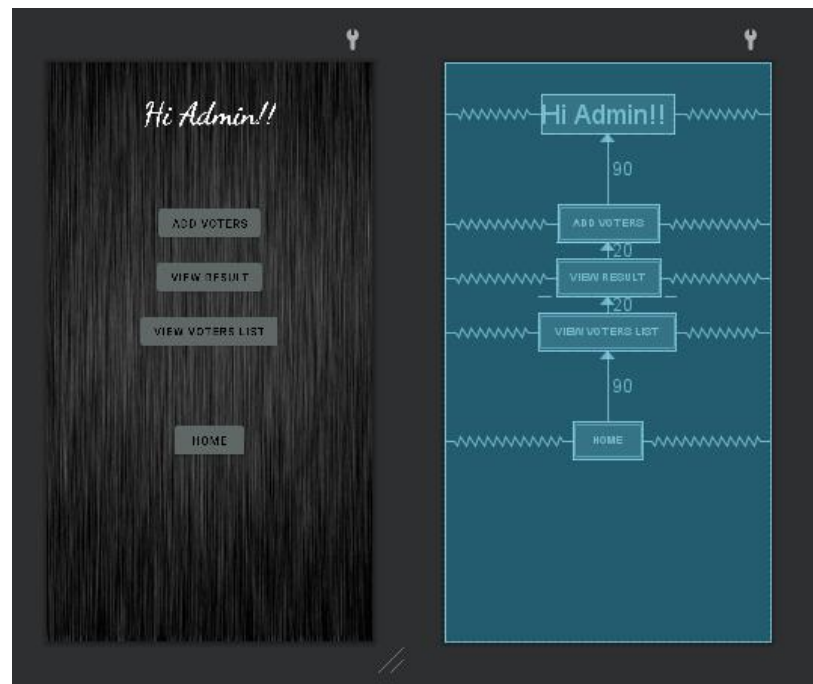 Hi Admin!!
ADD VOTERS
VIEW RESULT
VIEW VOTERS LIST
HOME
Hi Admin!!
90
ADD VOTERS
20
VIEW RESULT
20
VIEW VOTERS LIST
90
HOME